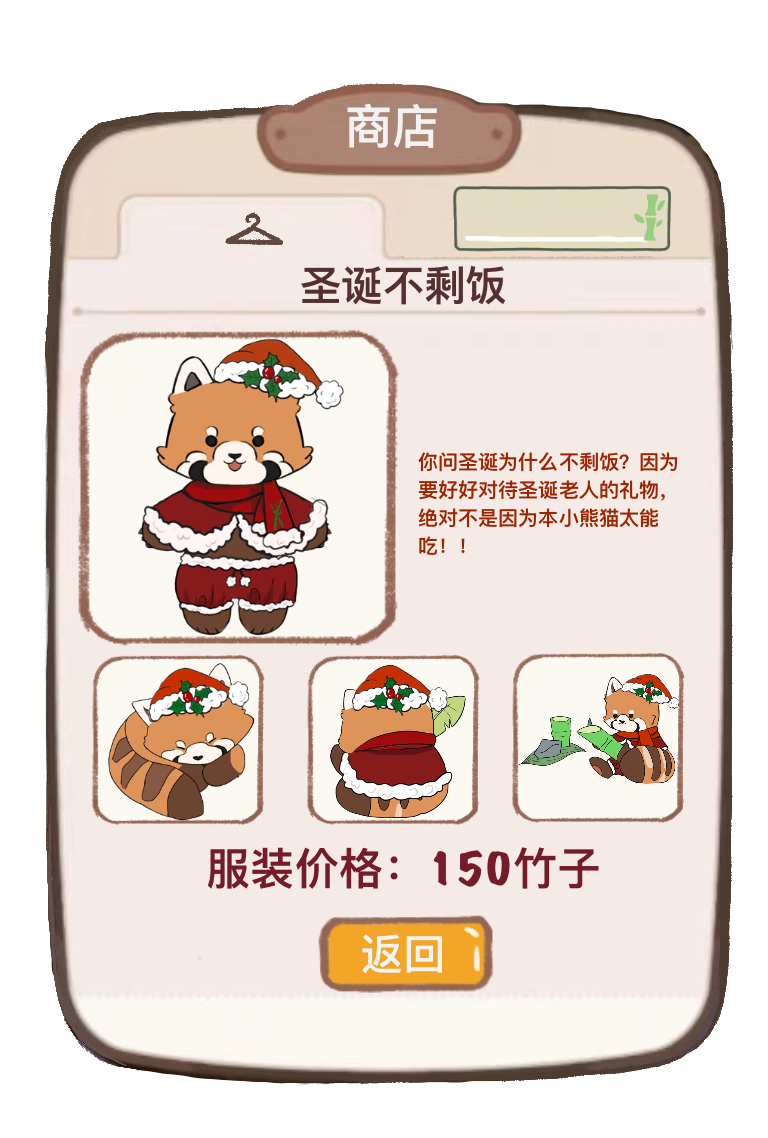 商店
圣诞不剩饭
你问圣诞为什么不剩饭？因为
要好好对待圣诞老人的礼物，
绝对不是因为本小熊猫太能
吃！！
服装价格：150竹子
返回